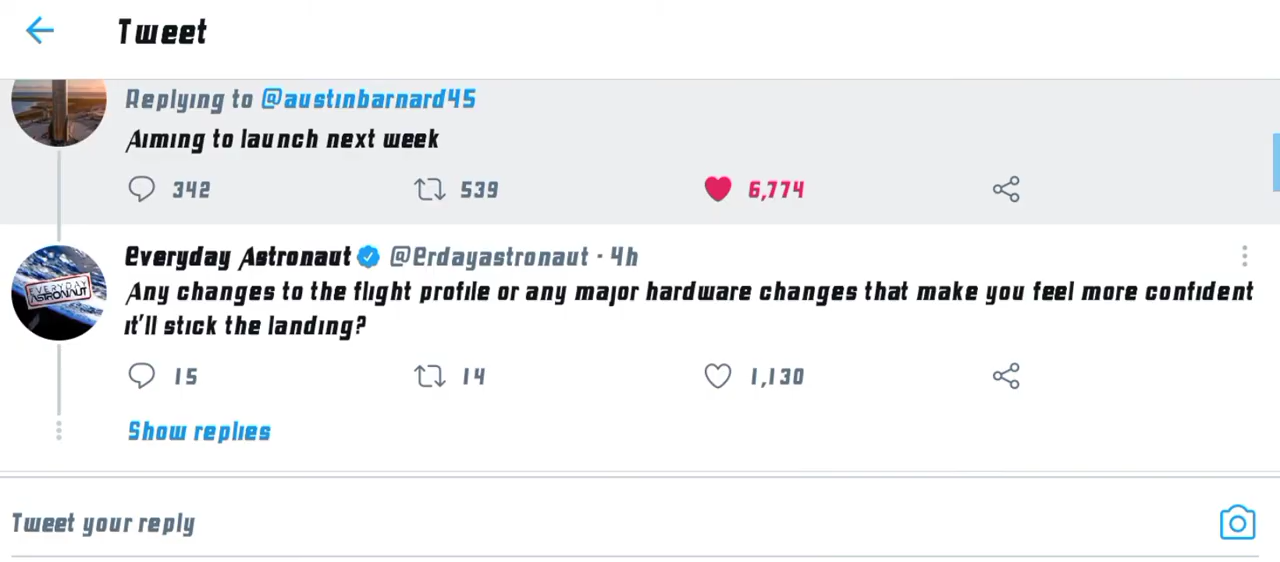 Tweet
Replying to @austinbarnard45
Aiming to launch next week
342 539 6,774
Everyday Astronaut @Erdayastronaut · 4h
EVERYDAY
ASTRONAUT
Any changes to the flight profile or any major hardware changes that make you feel more confident
it'll stick the landing?
15 14 1,130
Show replies
Tweet your reply